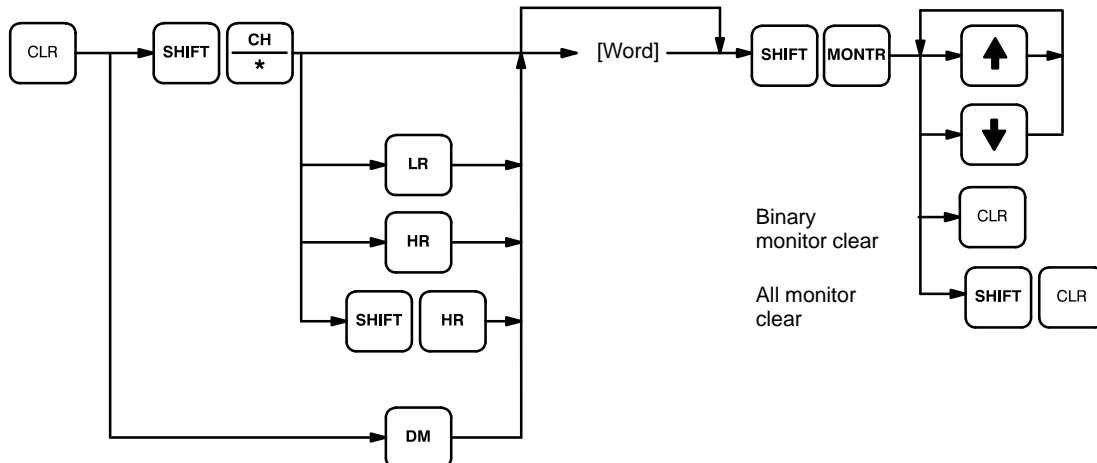 CLR
SHIFT
CH
*
[Word]
SHIFT
MONTR
LR
HR
SHIFT
HR
DM
Binary
monitor clear
CLR
All monitor
clear
SHIFT
CLR